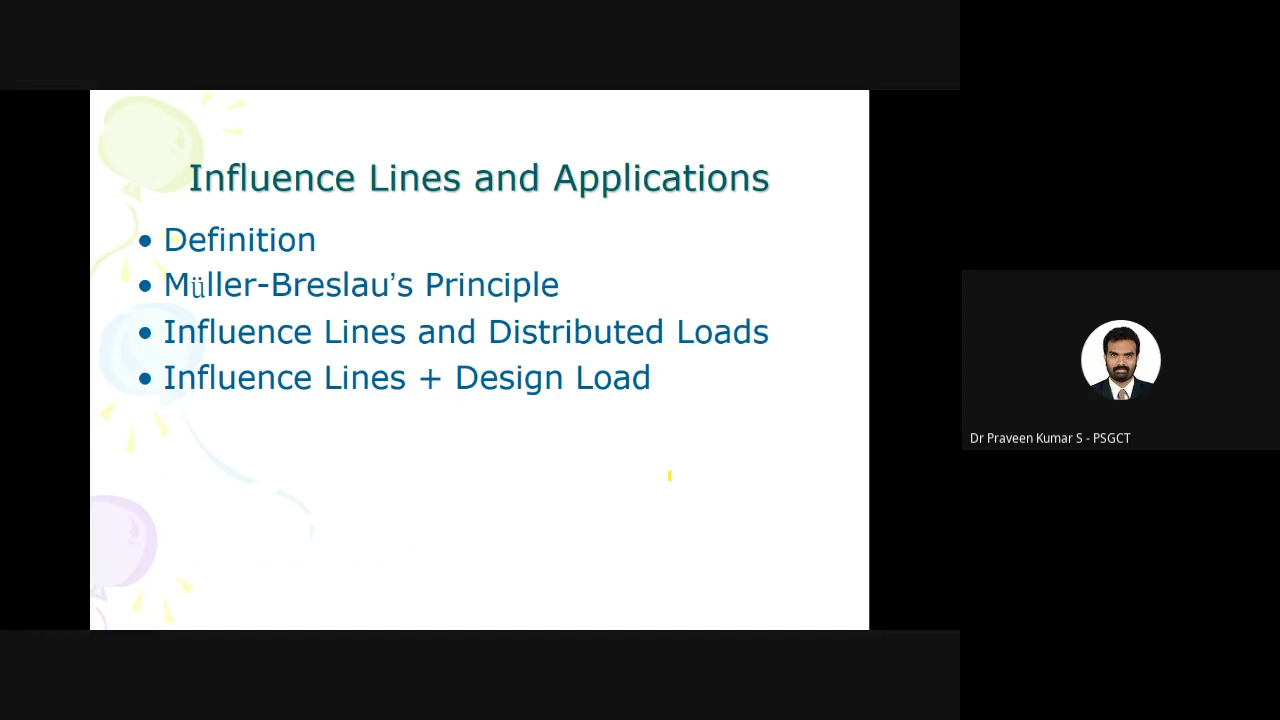 Influence Lines and Applications
• Definition
• Müller-Breslau’s Principle
• Influence Lines and Distributed Loads
• Influence Lines + Design Load
Dr Praveen Kumar S - PSGCT